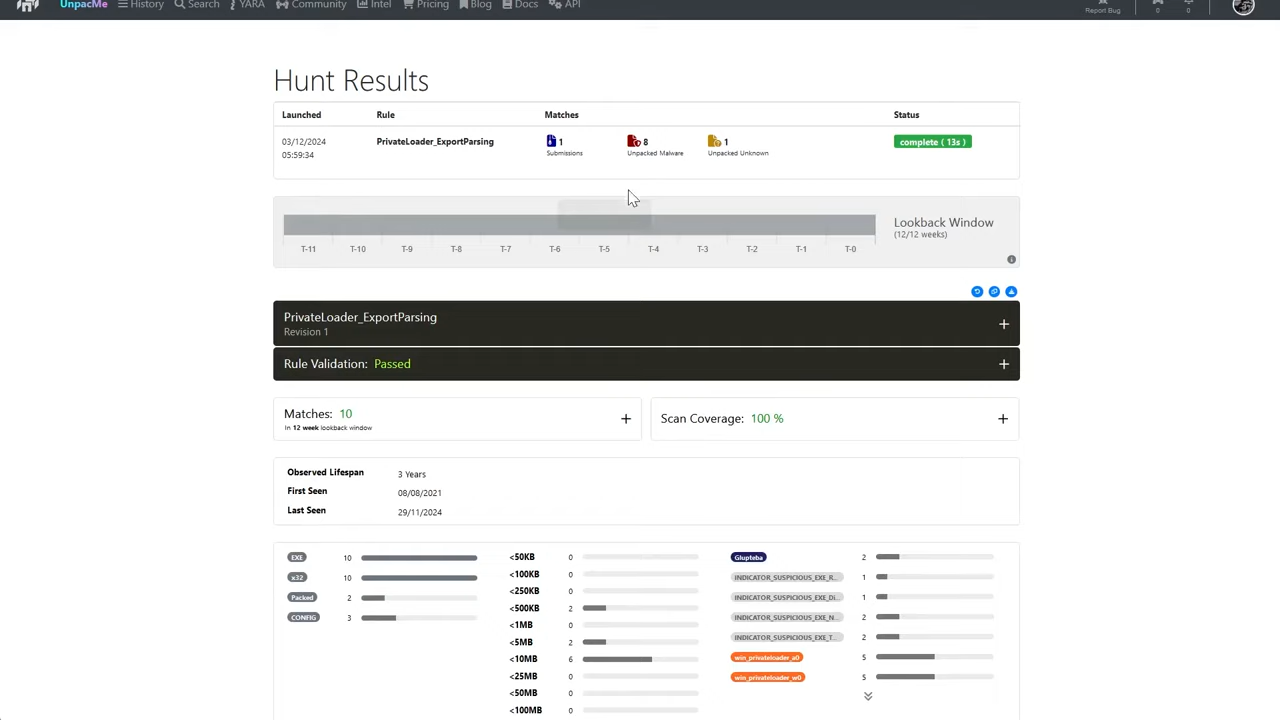 UnpacMe History Search YARA Community Intel Pricing Blog Docs API
Report Bug 0 0
Hunt Results
Launched Rule Matches Status
03/12/2024 PrivateLoader_ExportParsing 1 8 1 complete ( 13s )
05:59:34 Submissions Unpacked Malware Unpacked Unknown
Lookback Window
(12/12 weeks)
T-11 T-10 T-9 T-8 T-7 T-6 T-5 T-4 T-3 T-2 T-1 T-0
PrivateLoader_ExportParsing
Revision 1
Rule Validation: Passed
Matches: 10
In 12 week lookback window
Scan Coverage: 100 %
Observed Lifespan 3 Years
First Seen 08/08/2021
Last Seen 29/11/2024
EXE 10
x32 10
Packed 2
CONFIG 3
<50KB 0
<100KB 0
<250KB 0
<500KB 2
<1MB 0
<5MB 2
<10MB 6
<25MB 0
<50MB 0
<100MB 0
Glupteba 2
INDICATOR_SUSPICIOUS_EXE_R... 1
INDICATOR_SUSPICIOUS_EXE_Di... 1
INDICATOR_SUSPICIOUS_EXE_N... 2
INDICATOR_SUSPICIOUS_EXE_T... 2
win_privateloader_a0 5
win_privateloader_w0 5